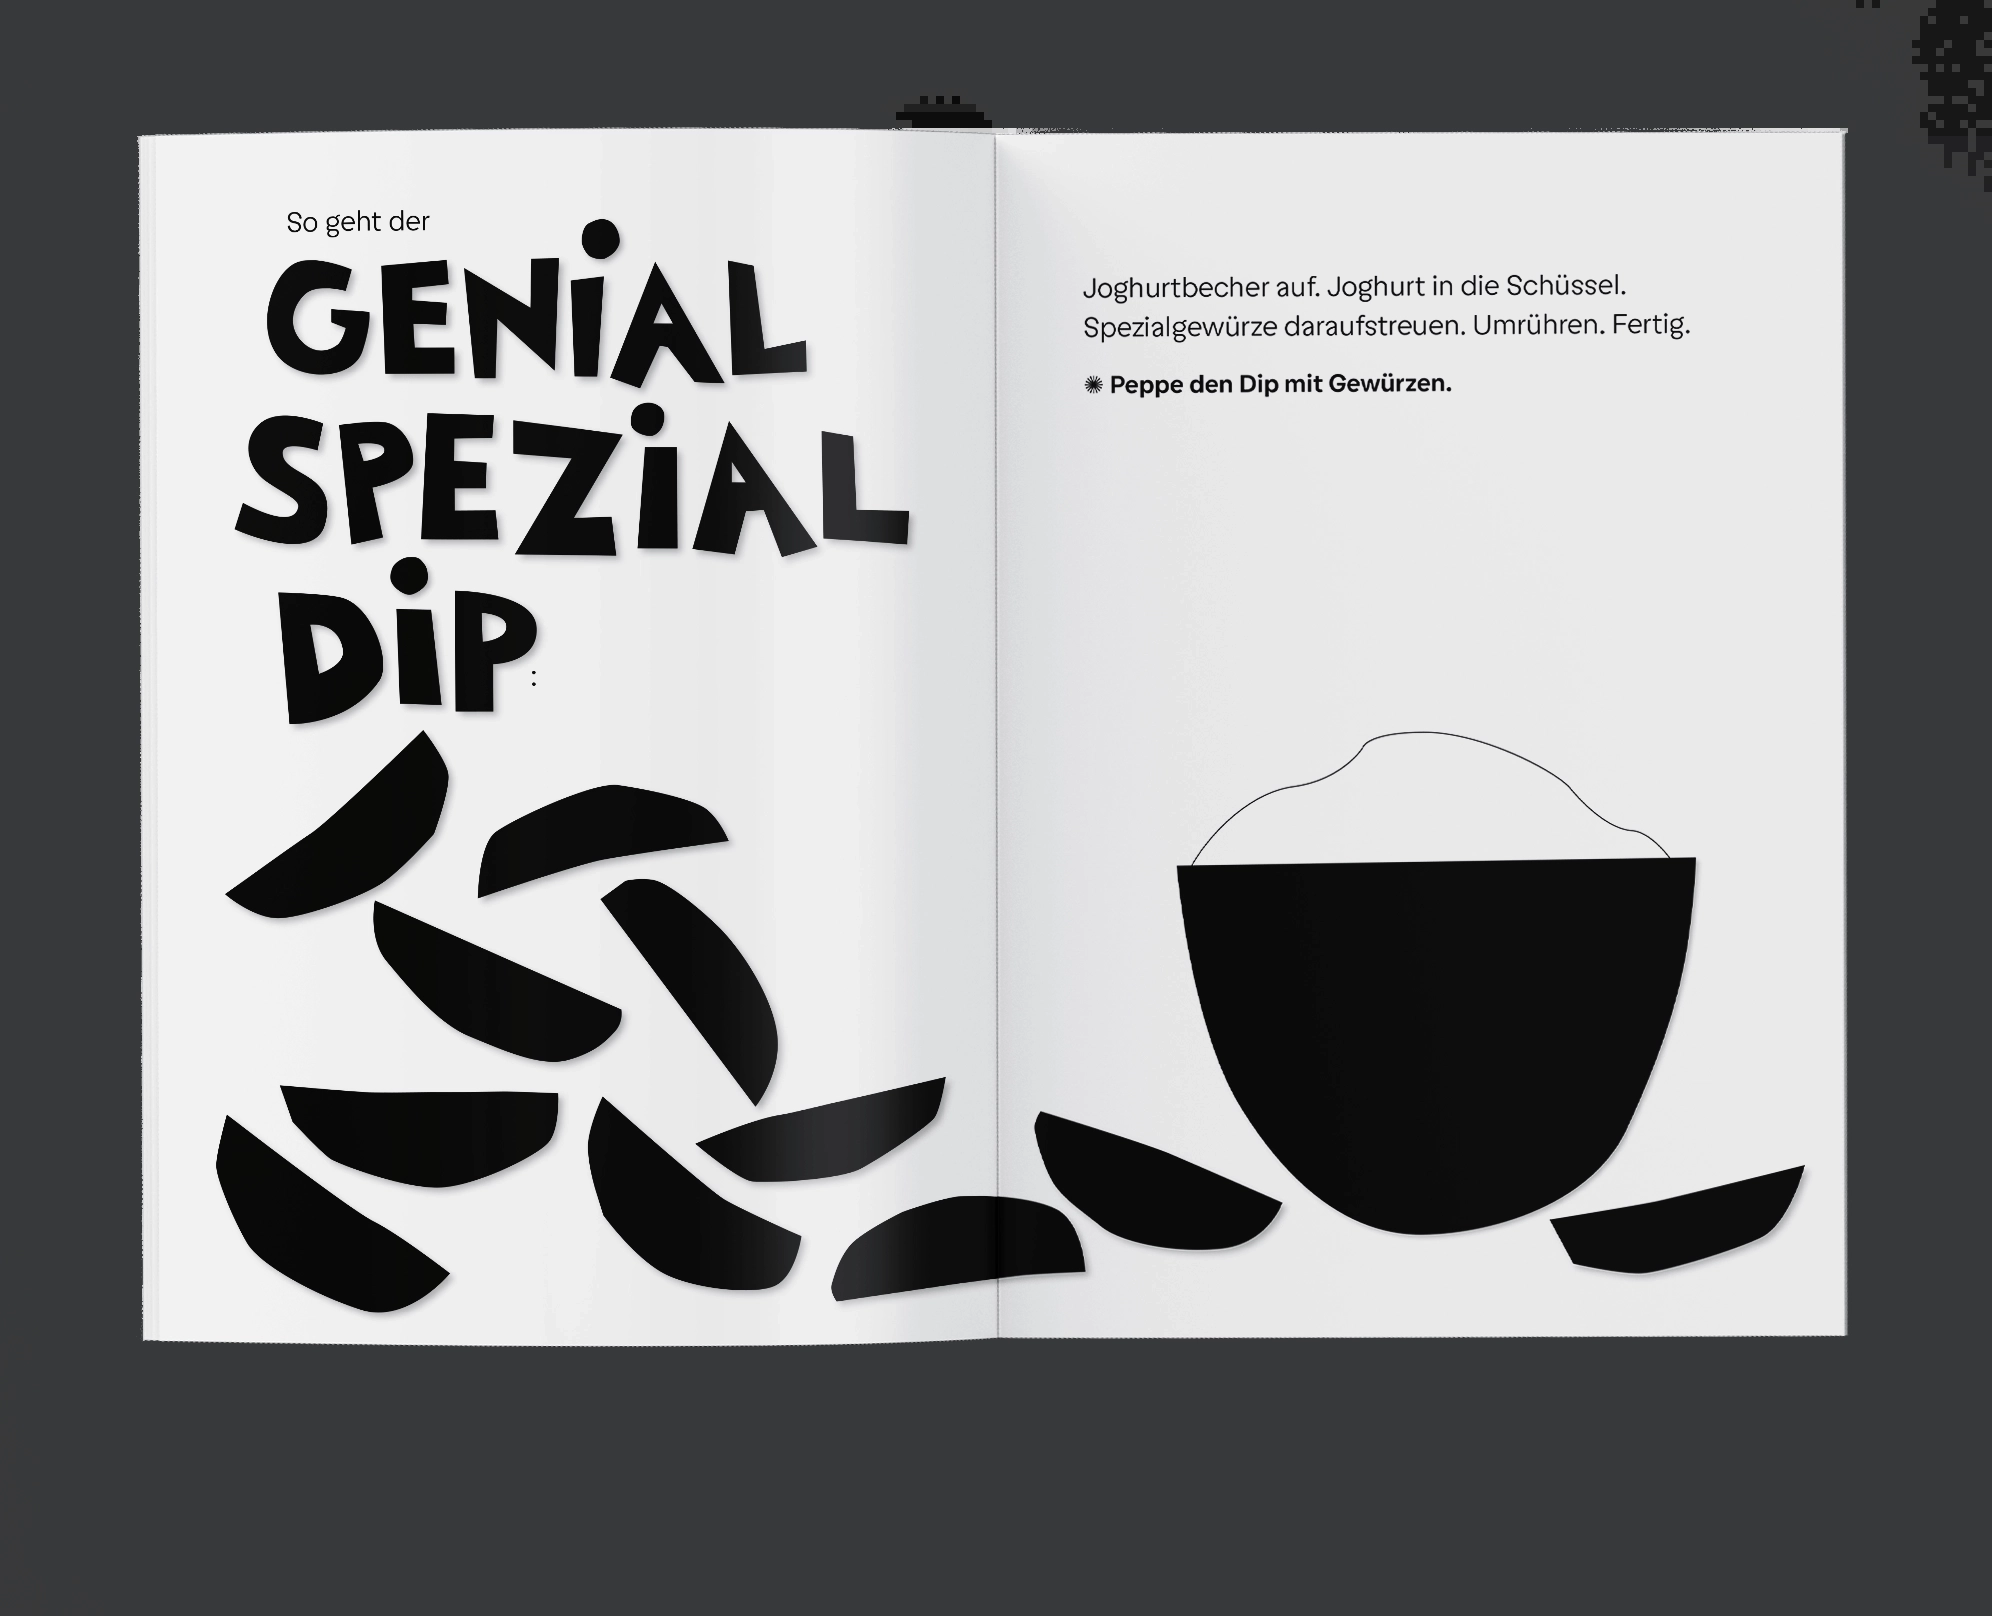 So geht der
GENiAL
SPEZiAL
DiP:
Joghurtbecher auf. Joghurt in die Schüssel.
Spezialgewürze daraufstreuen. Umrühren. Fertig.
✺ Peppe den Dip mit Gewürzen.